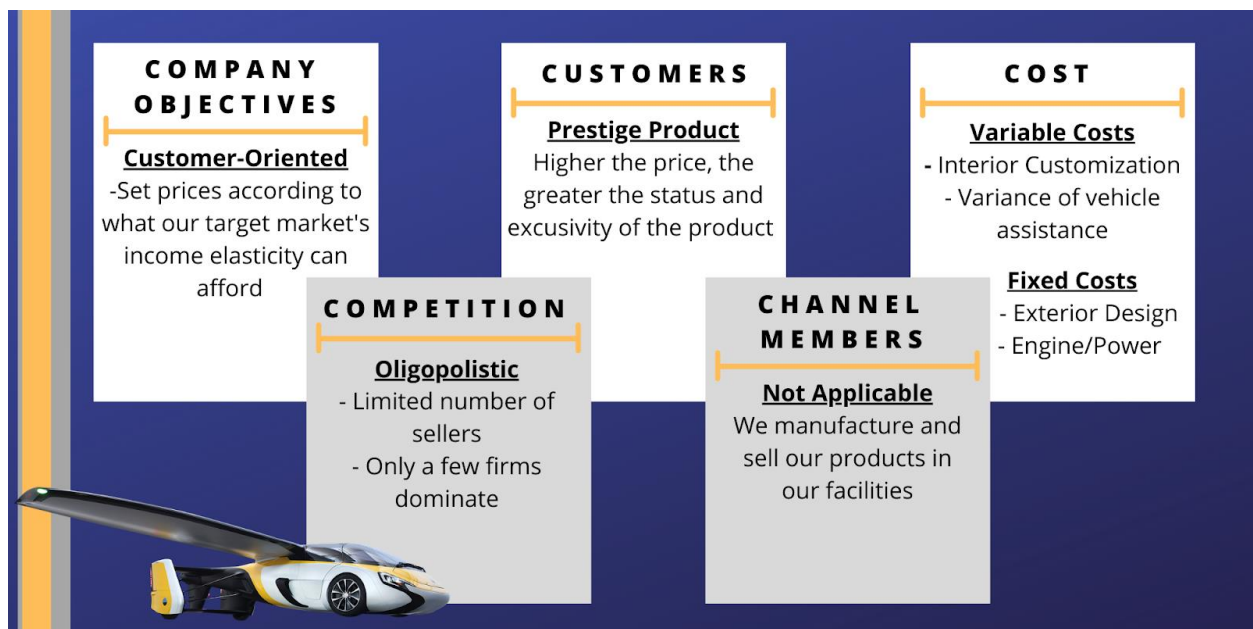 COMPANY
OBJECTIVES
Customer-Oriented
-Set prices according to
what our target market's
income elasticity can
afford
CUSTOMERS
Prestige Product
Higher the price, the
greater the status and
excusivity of the product
COST
Variable Costs
- Interior Customization
- Variance of vehicle
assistance
Fixed Costs
- Exterior Design
- Engine/Power
COMPETITION
Oligopolistic
- Limited number of
sellers
- Only a few firms
dominate
CHANNEL
MEMBERS
Not Applicable
We manufacture and
sell our products in
our facilities